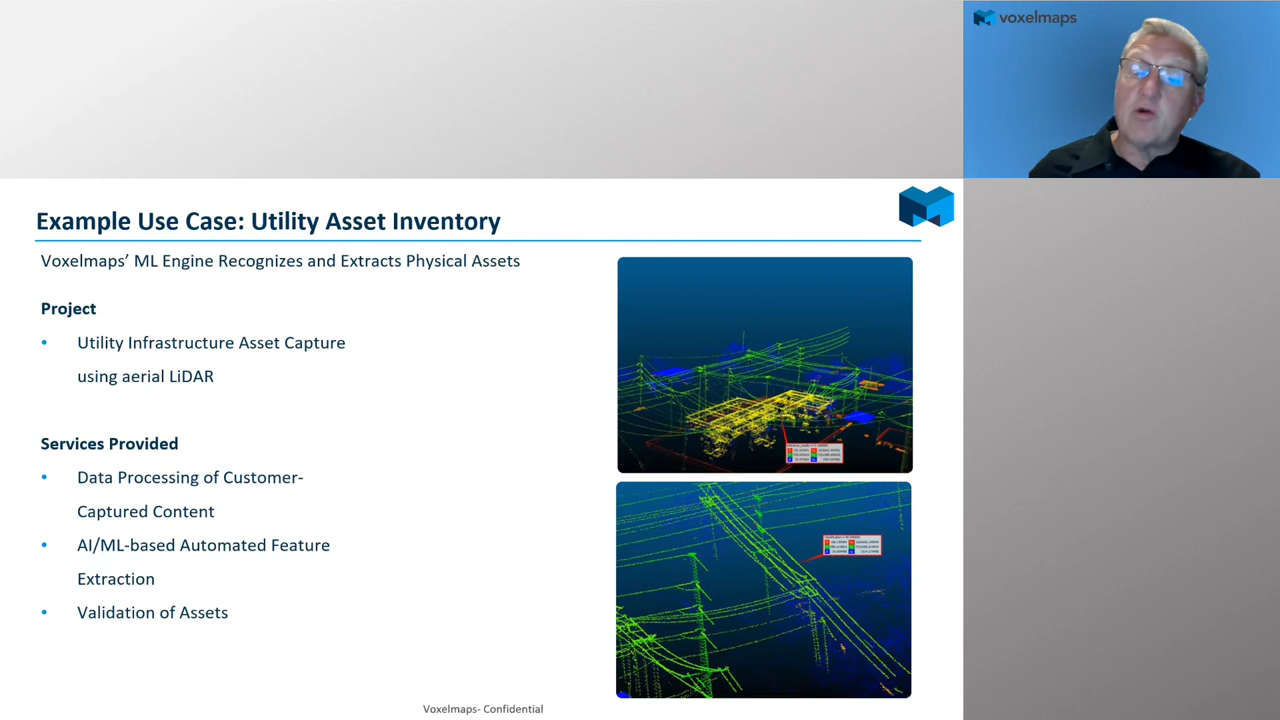 voxelmaps
Example Use Case: Utility Asset Inventory
Voxelmaps’ ML Engine Recognizes and Extracts Physical Assets
Project
• Utility Infrastructure Asset Capture
using aerial LiDAR
Services Provided
• Data Processing of Customer-
Captured Content
• AI/ML-based Automated Feature
Extraction
• Validation of Assets
Voxelmaps- Confidential